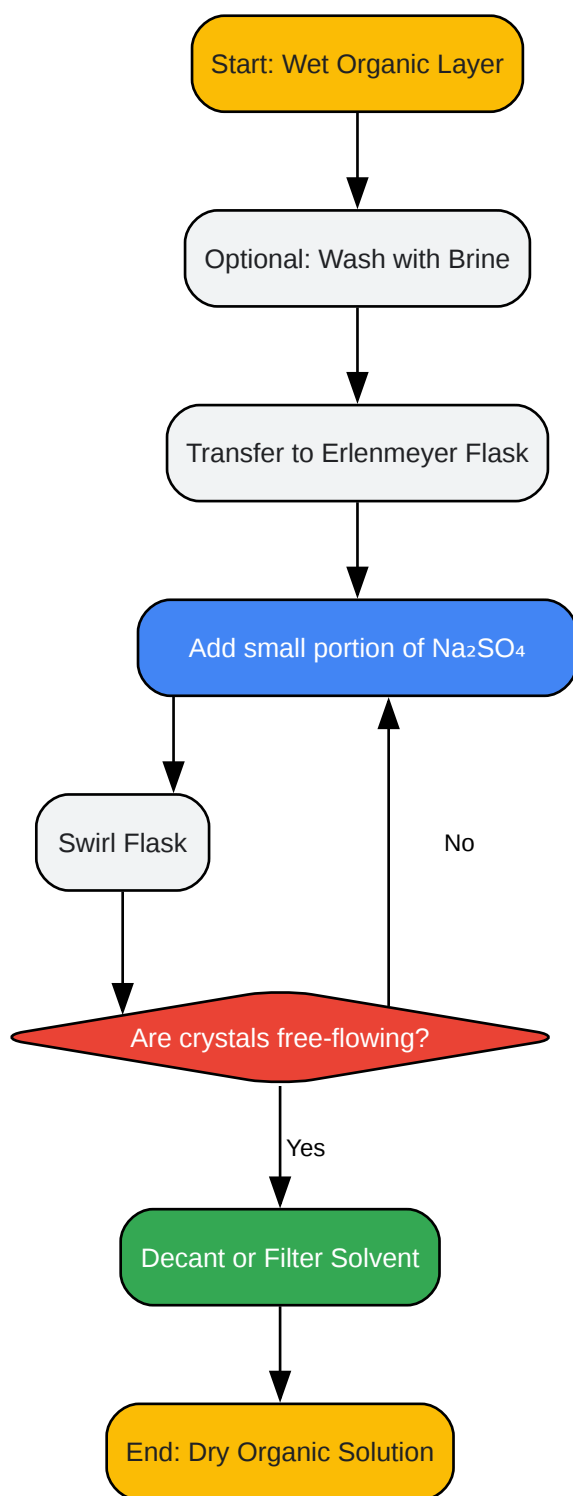 Start: Wet Organic Layer
Optional: Wash with Brine
Transfer to Erlenmeyer Flask
Add small portion of Na₂SO₄
Swirl Flask
No
Are crystals free-flowing?
Yes
Decant or Filter Solvent
End: Dry Organic Solution